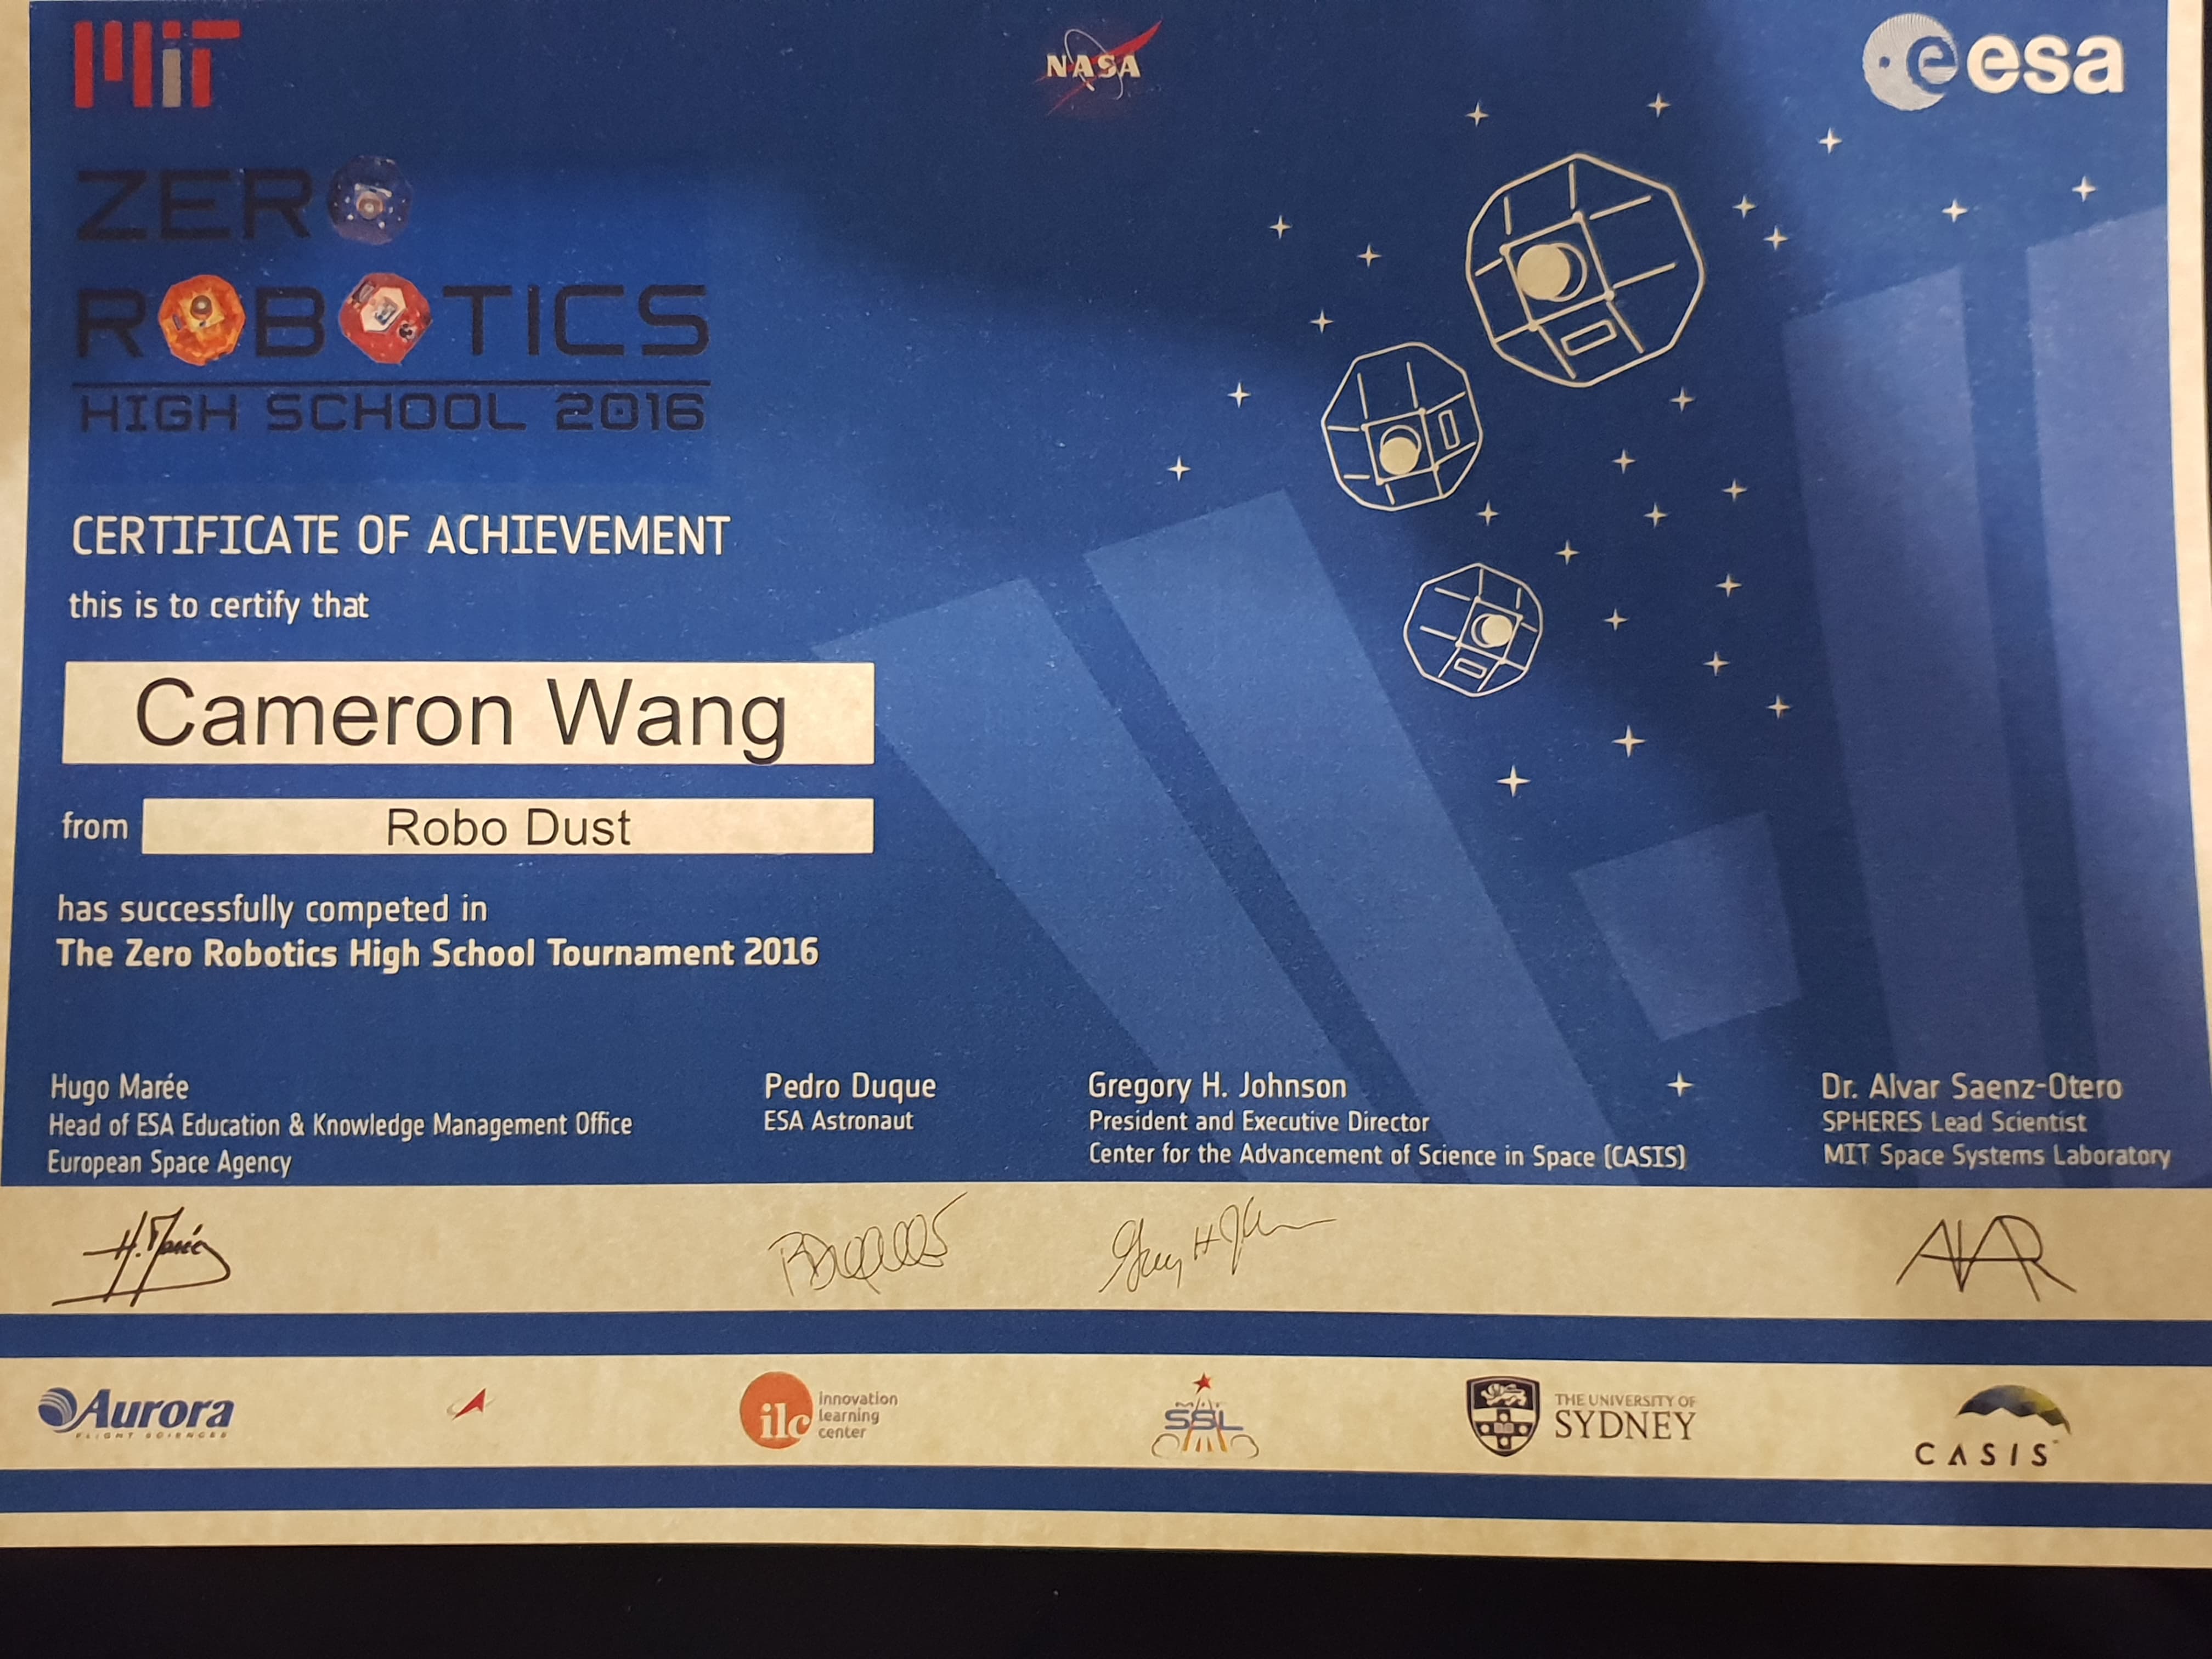 MIT
NASA
esa
ZERO
ROBOTICS
HIGH SCHOOL 2016
CERTIFICATE OF ACHIEVEMENT
this is to certify that
Cameron Wang
from Robo Dust
has successfully competed in
The Zero Robotics High School Tournament 2016
Hugo Marée
Head of ESA Education & Knowledge Management Office
European Space Agency
Pedro Duque
ESA Astronaut
Gregory H. Johnson
President and Executive Director
Center for the Advancement of Science in Space (CASIS)
Dr. Alvar Saenz-Otero
SPHERES Lead Scientist
MIT Space Systems Laboratory
H. Marée
Aurora
FLIGHT SCIENCES
ilc
innovation
learning
center
MIT
SSL
THE UNIVERSITY OF
SYDNEY
CASIS